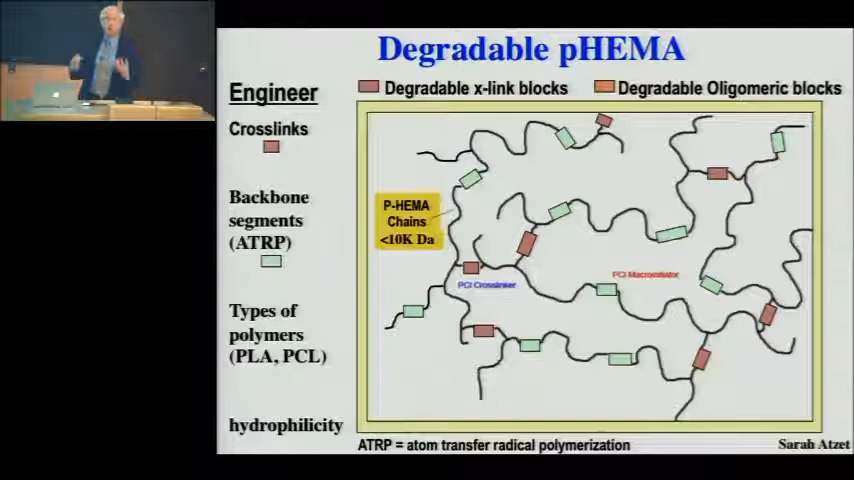 Degradable pHEMA
Engineer
Degradable x-link blocks
Degradable Oligomeric blocks
Crosslinks
Backbone
segments
(ATRP)
Types of
polymers
(PLA, PCL)
hydrophilicity
P-HEMA
Chains
<10K Da
PCl Crosslinker
PCl Macroinitiator
ATRP = atom transfer radical polymerization
Sarah Atzet